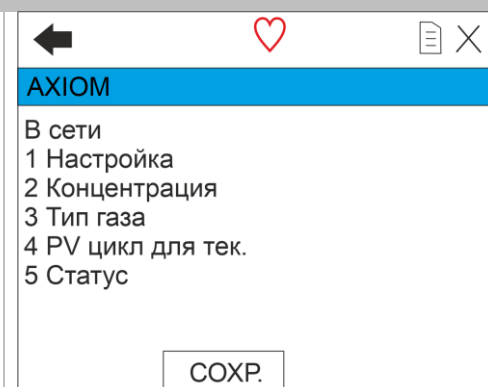 AXIOM
В сети
1 Настройка
2 Концентрация
3 Тип газа
4 PV цикл для тек.
5 Статус
СОХР.